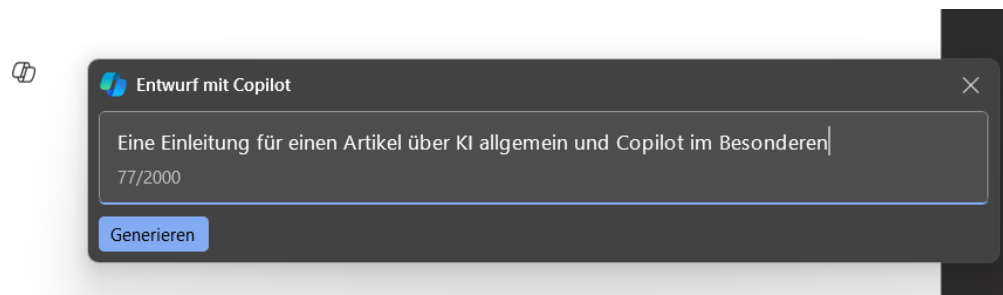 Entwurf mit Copilot
Eine Einleitung für einen Artikel über KI allgemein und Copilot im Besonderen
77/2000
Generieren